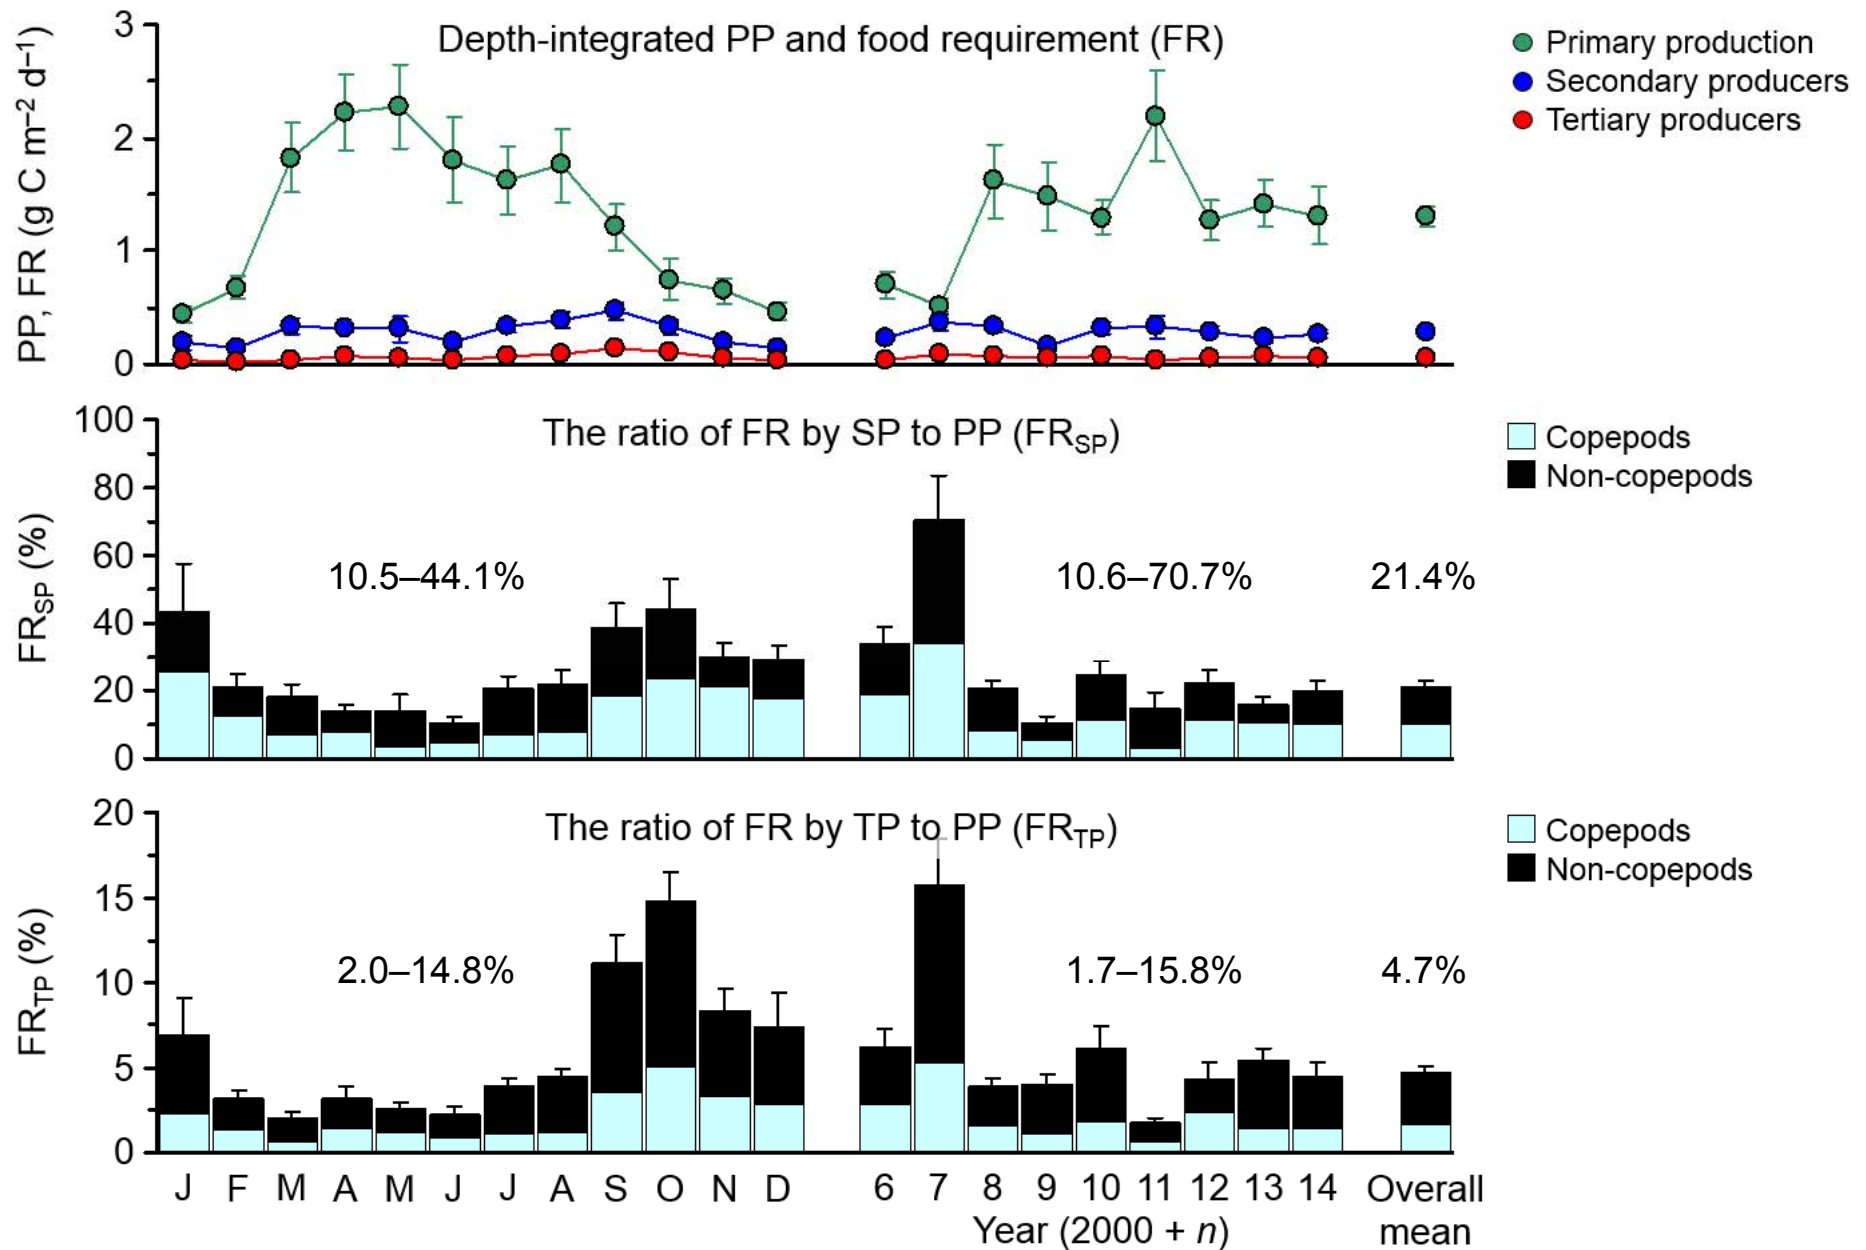 Depth-integrated PP and food requirement (FR)
PP, FR (g C m⁻² d⁻¹)
3
2
1
0
Primary production
Secondary producers
Tertiary producers
The ratio of FR by SP to PP (FR_SP)
FR_SP (%)
100
80
60
40
20
0
10.5–44.1%
10.6–70.7%
21.4%
Copepods
Non-copepods
The ratio of FR by TP to PP (FR_TP)
FR_TP (%)
20
15
10
5
0
2.0–14.8%
1.7–15.8%
4.7%
Copepods
Non-copepods
J F M A M J J A S O N D 6 7 8 9 10 11 12 13 14 Overall
Year (2000 + n) mean